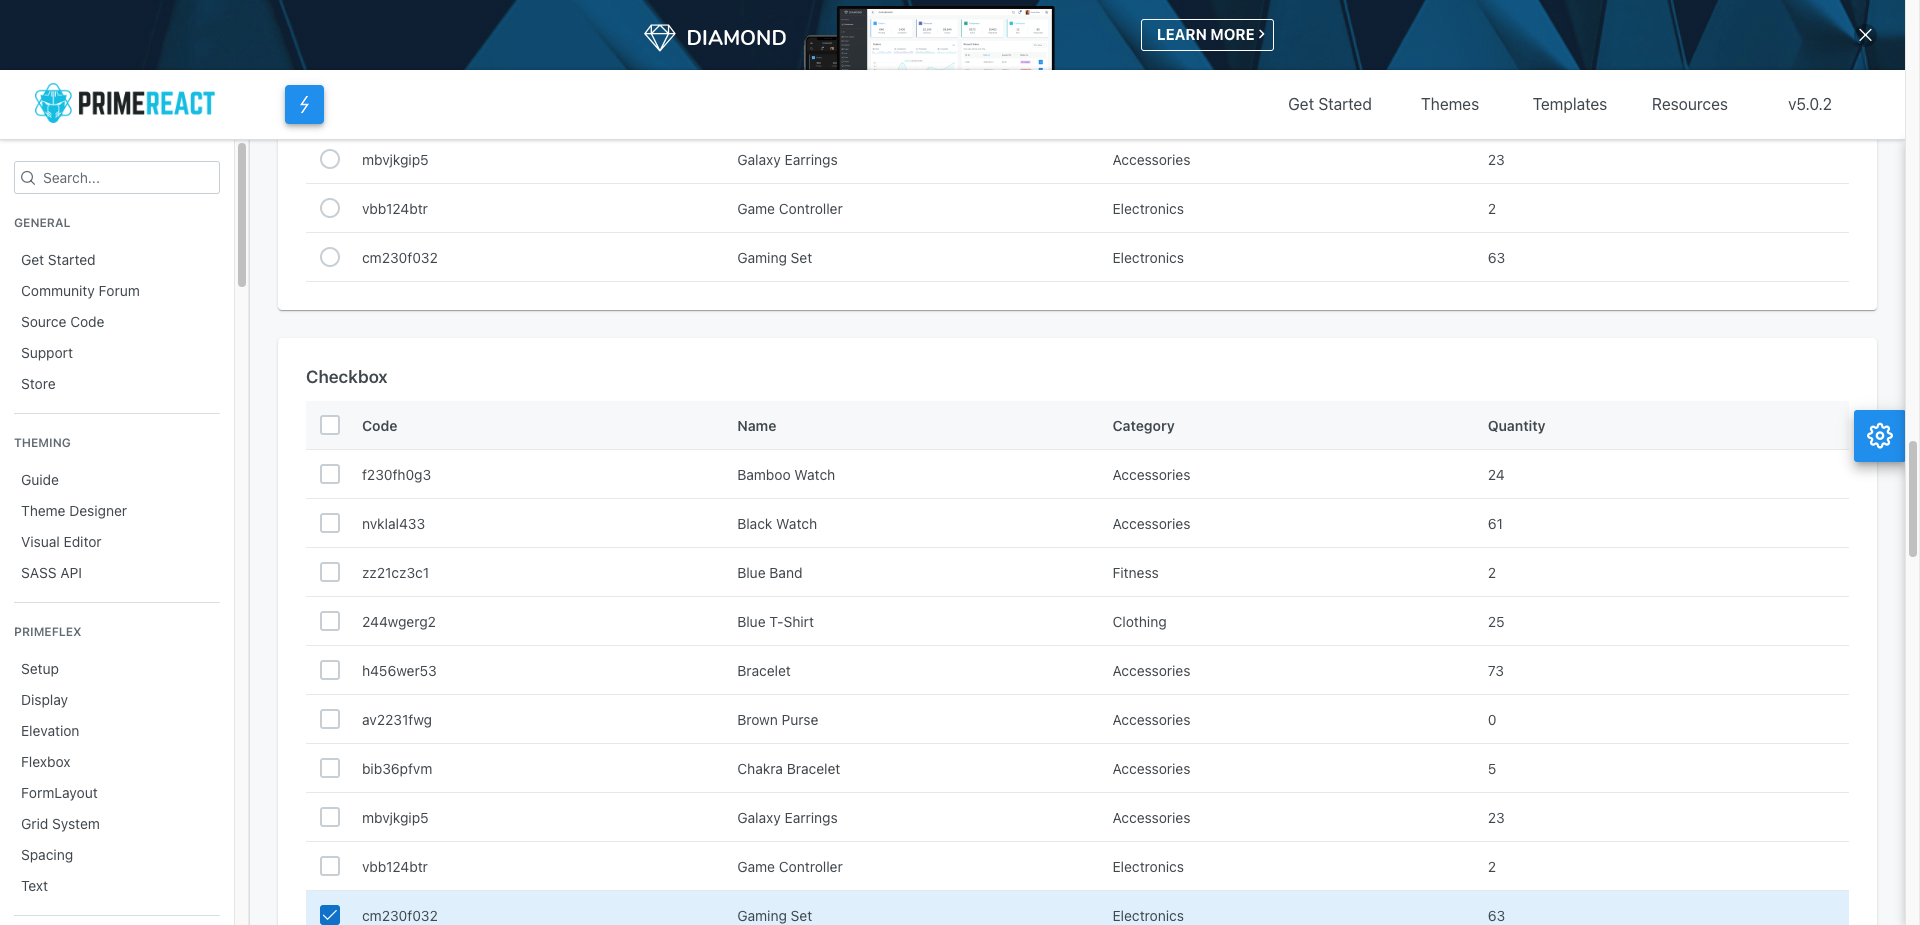 DIAMOND
LEARN MORE
PRIMEREACT
Get Started Themes Templates Resources v5.0.2
Search...
GENERAL
Get Started
Community Forum
Source Code
Support
Store
THEMING
Guide
Theme Designer
Visual Editor
SASS API
PRIMEFLEX
Setup
Display
Elevation
Flexbox
FormLayout
Grid System
Spacing
Text
mbvjkgip5 Galaxy Earrings Accessories 23
vbb124btr Game Controller Electronics 2
cm230f032 Gaming Set Electronics 63
Checkbox
Code Name Category Quantity
f230fh0g3 Bamboo Watch Accessories 24
nvklal433 Black Watch Accessories 61
zz21cz3c1 Blue Band Fitness 2
244wgerg2 Blue T-Shirt Clothing 25
h456wer53 Bracelet Accessories 73
av2231fwg Brown Purse Accessories 0
bib36pfvm Chakra Bracelet Accessories 5
mbvjkgip5 Galaxy Earrings Accessories 23
vbb124btr Game Controller Electronics 2
cm230f032 Gaming Set Electronics 63